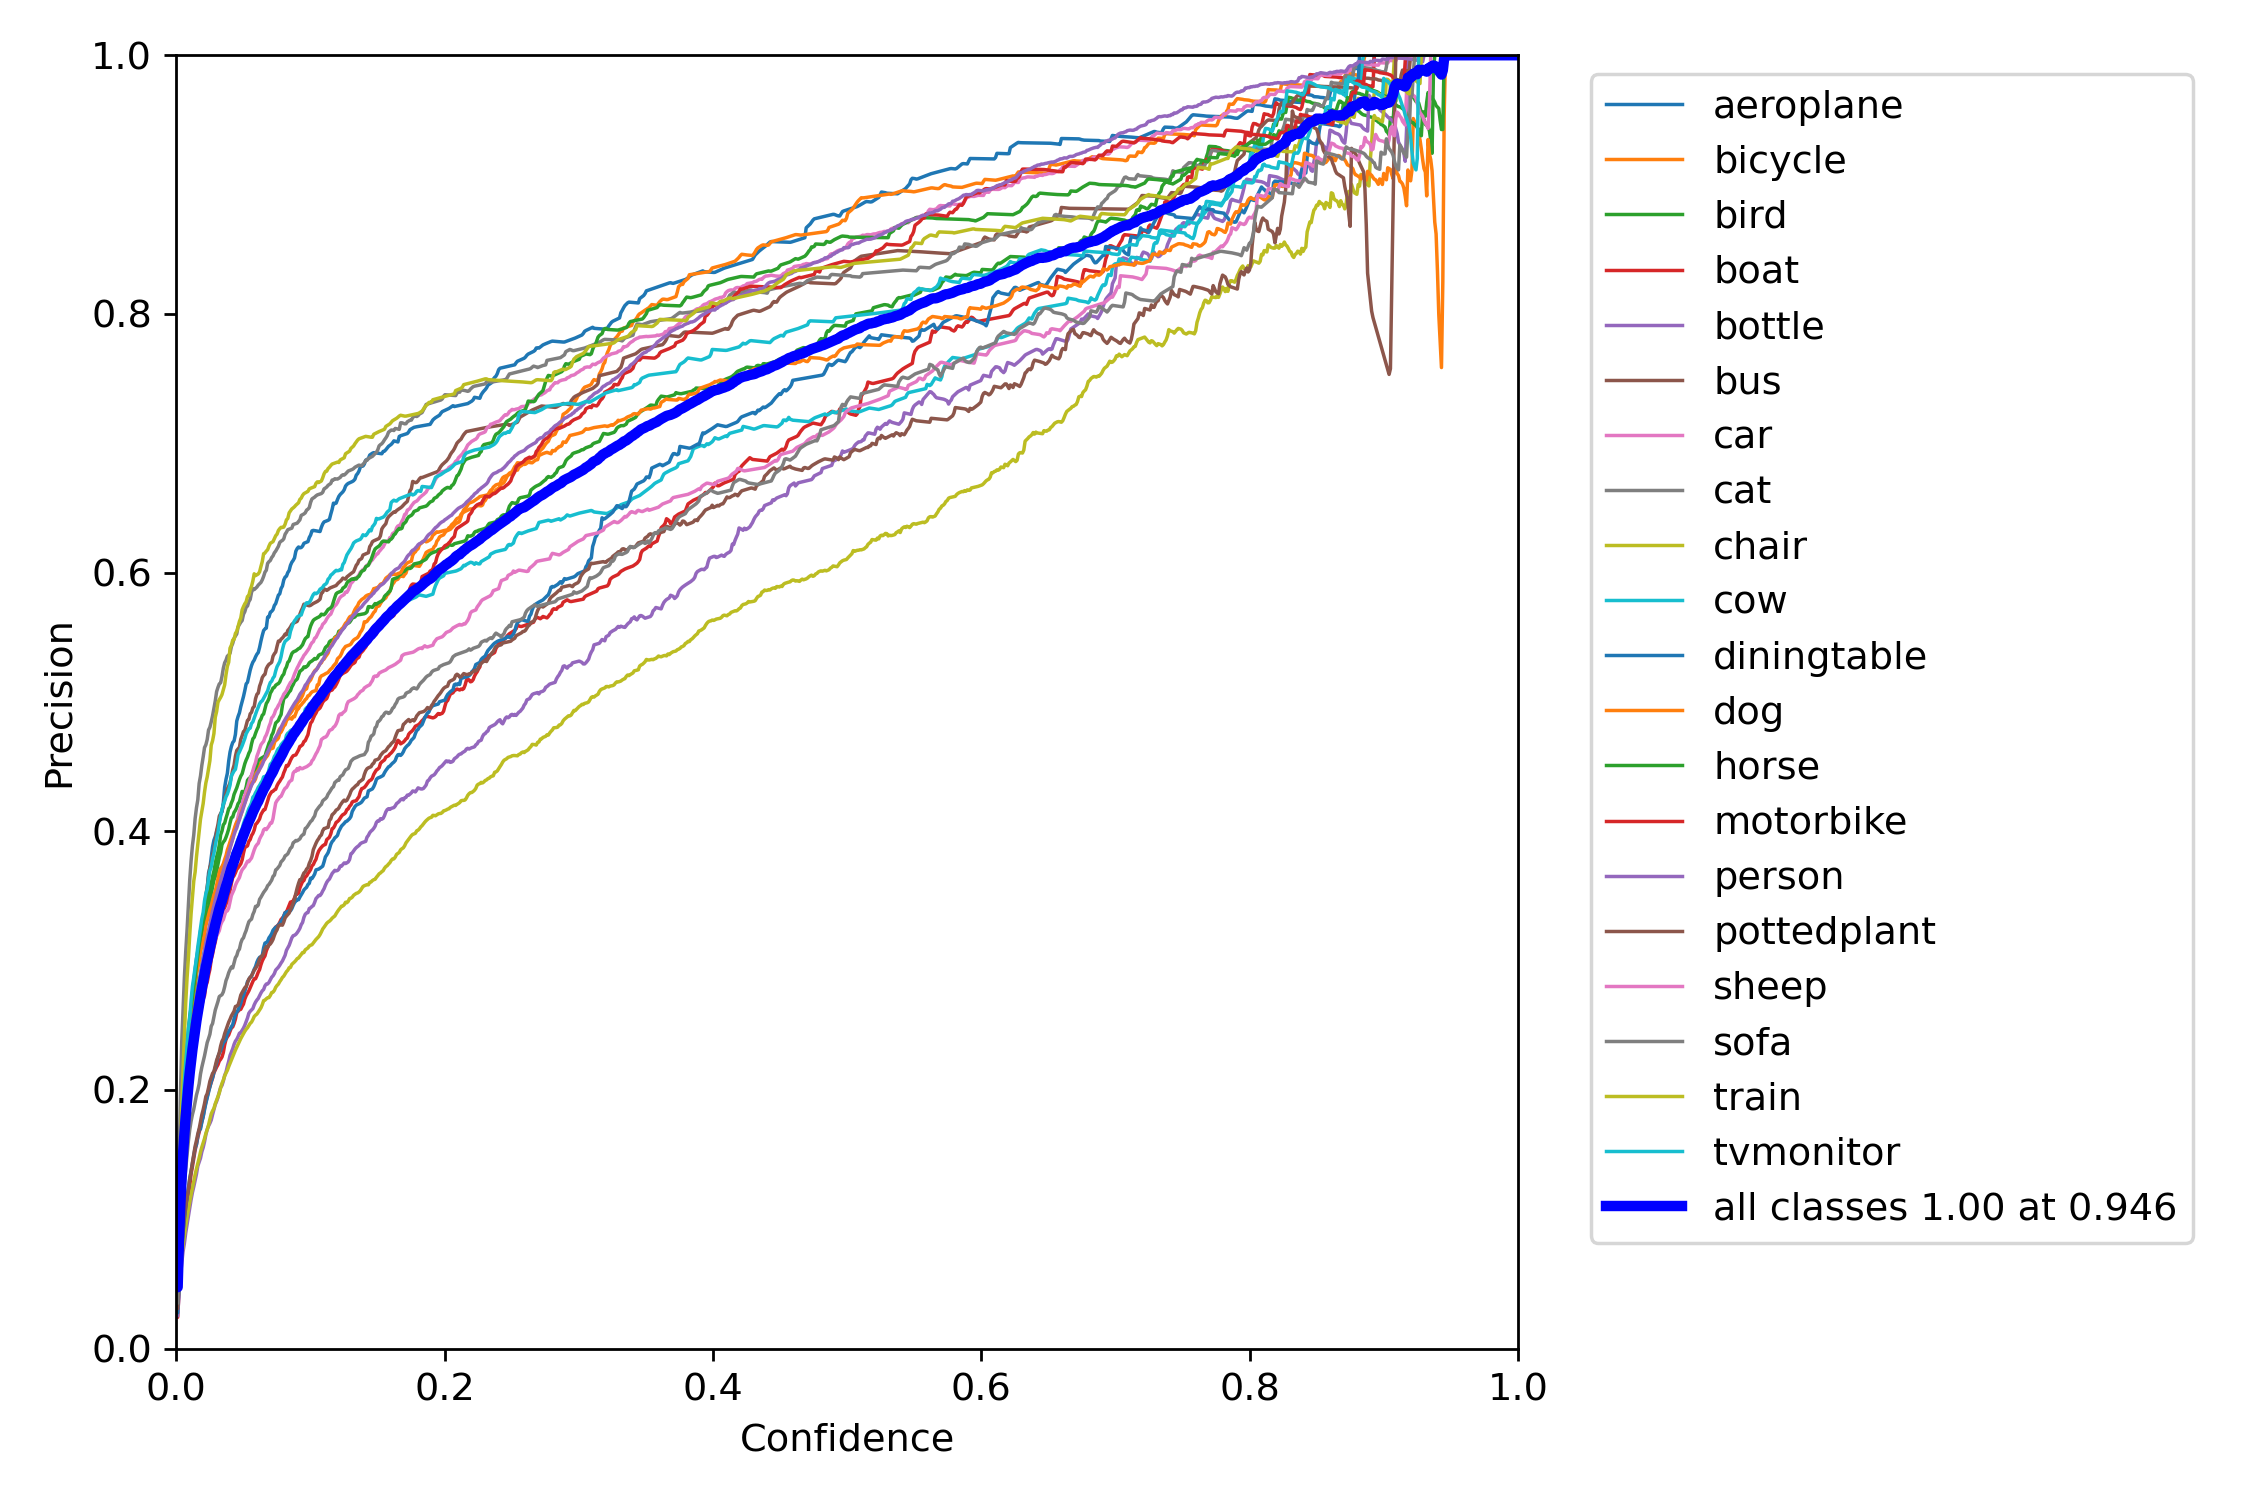 Precision
1.0
0.8
0.6
0.4
0.2
0.0
0.0 0.2 0.4 0.6 0.8 1.0
Confidence
aeroplane
bicycle
bird
boat
bottle
bus
car
cat
chair
cow
diningtable
dog
horse
motorbike
person
pottedplant
sheep
sofa
train
tvmonitor
all classes 1.00 at 0.946